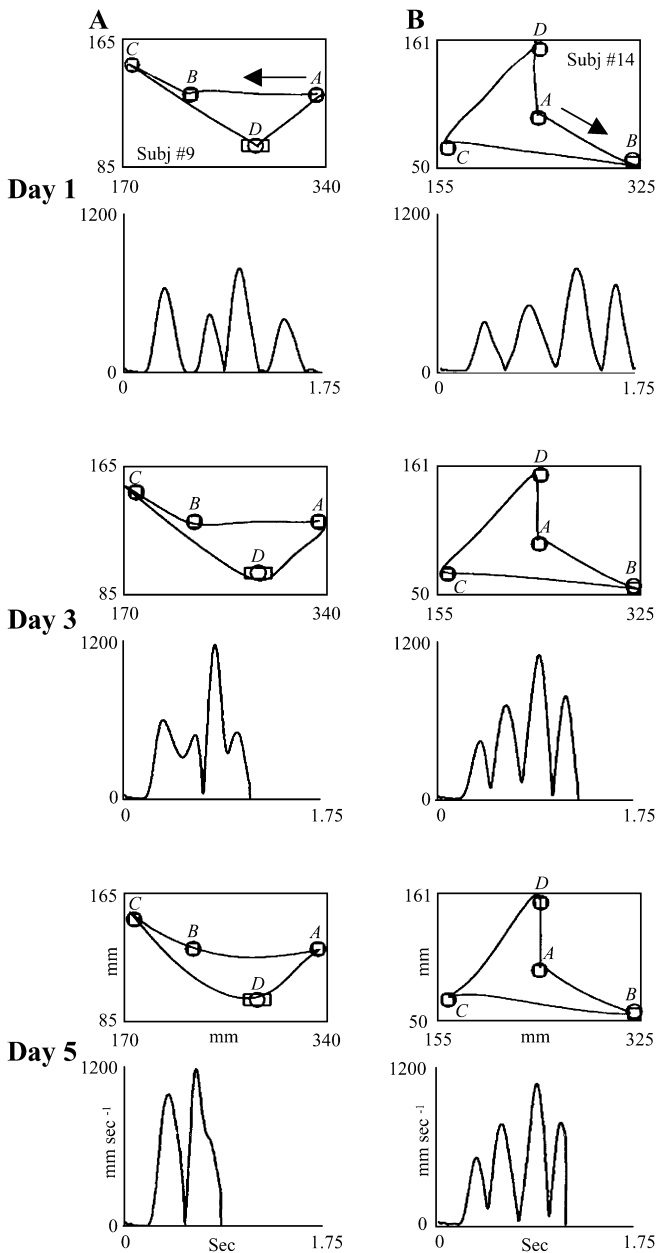 A B
165 161
C B A D
Subj #14
A B
D C
Subj #9
85 50
170 340 155 325
Day 1
1200 1200
0 0
0 1.75 0 1.75
165 161
C B A D
A B
D C
85 50
170 340 155 325
Day 3
1200 1200
0 0
0 1.75 0 1.75
165 161
C B A D
mm mm
A B
D C
85 50
170 mm 340 155 mm 325
Day 5
1200 1200
mm sec -1 mm sec -1
0 0
0 Sec 1.75 0 Sec 1.75